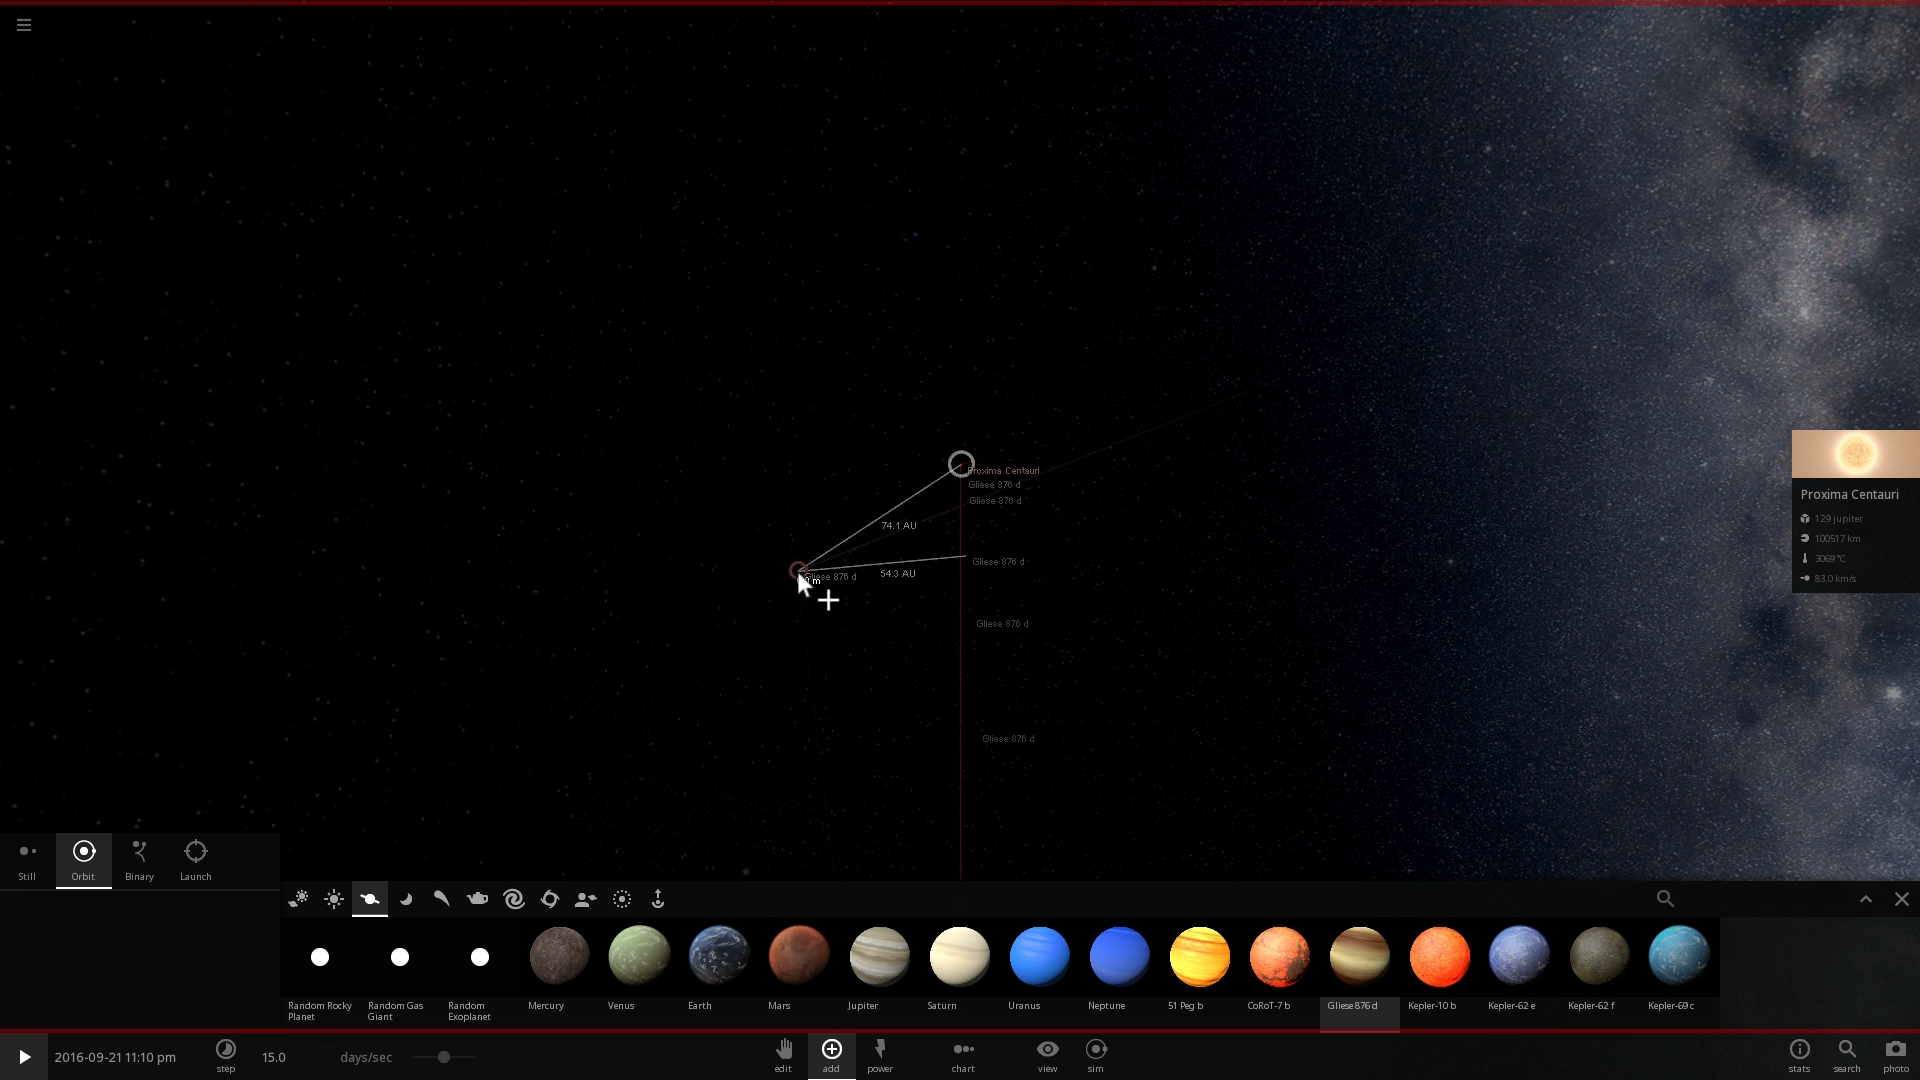 Proxima Centauri
Gliese 876 d
Gliese 876 d
74.1 AU
Gliese 876 d
54.3 AU
Gliese 876 d
m
Gliese 876 d
Gliese 876 d
Proxima Centauri
129 jupiter
100517 km
3069 °C
83.0 km/s
Still
Orbit
Binary
Launch
Random Rocky Planet
Random Gas Giant
Random Exoplanet
Mercury
Venus
Earth
Mars
Jupiter
Saturn
Uranus
Neptune
51 Peg b
CoRoT-7 b
Gliese 876 d
Kepler-10 b
Kepler-62 e
Kepler-62 f
Kepler-69 c
2016-09-21 11:10 pm
step
15.0
days/sec
edit
add
power
chart
view
sim
stats
search
photo